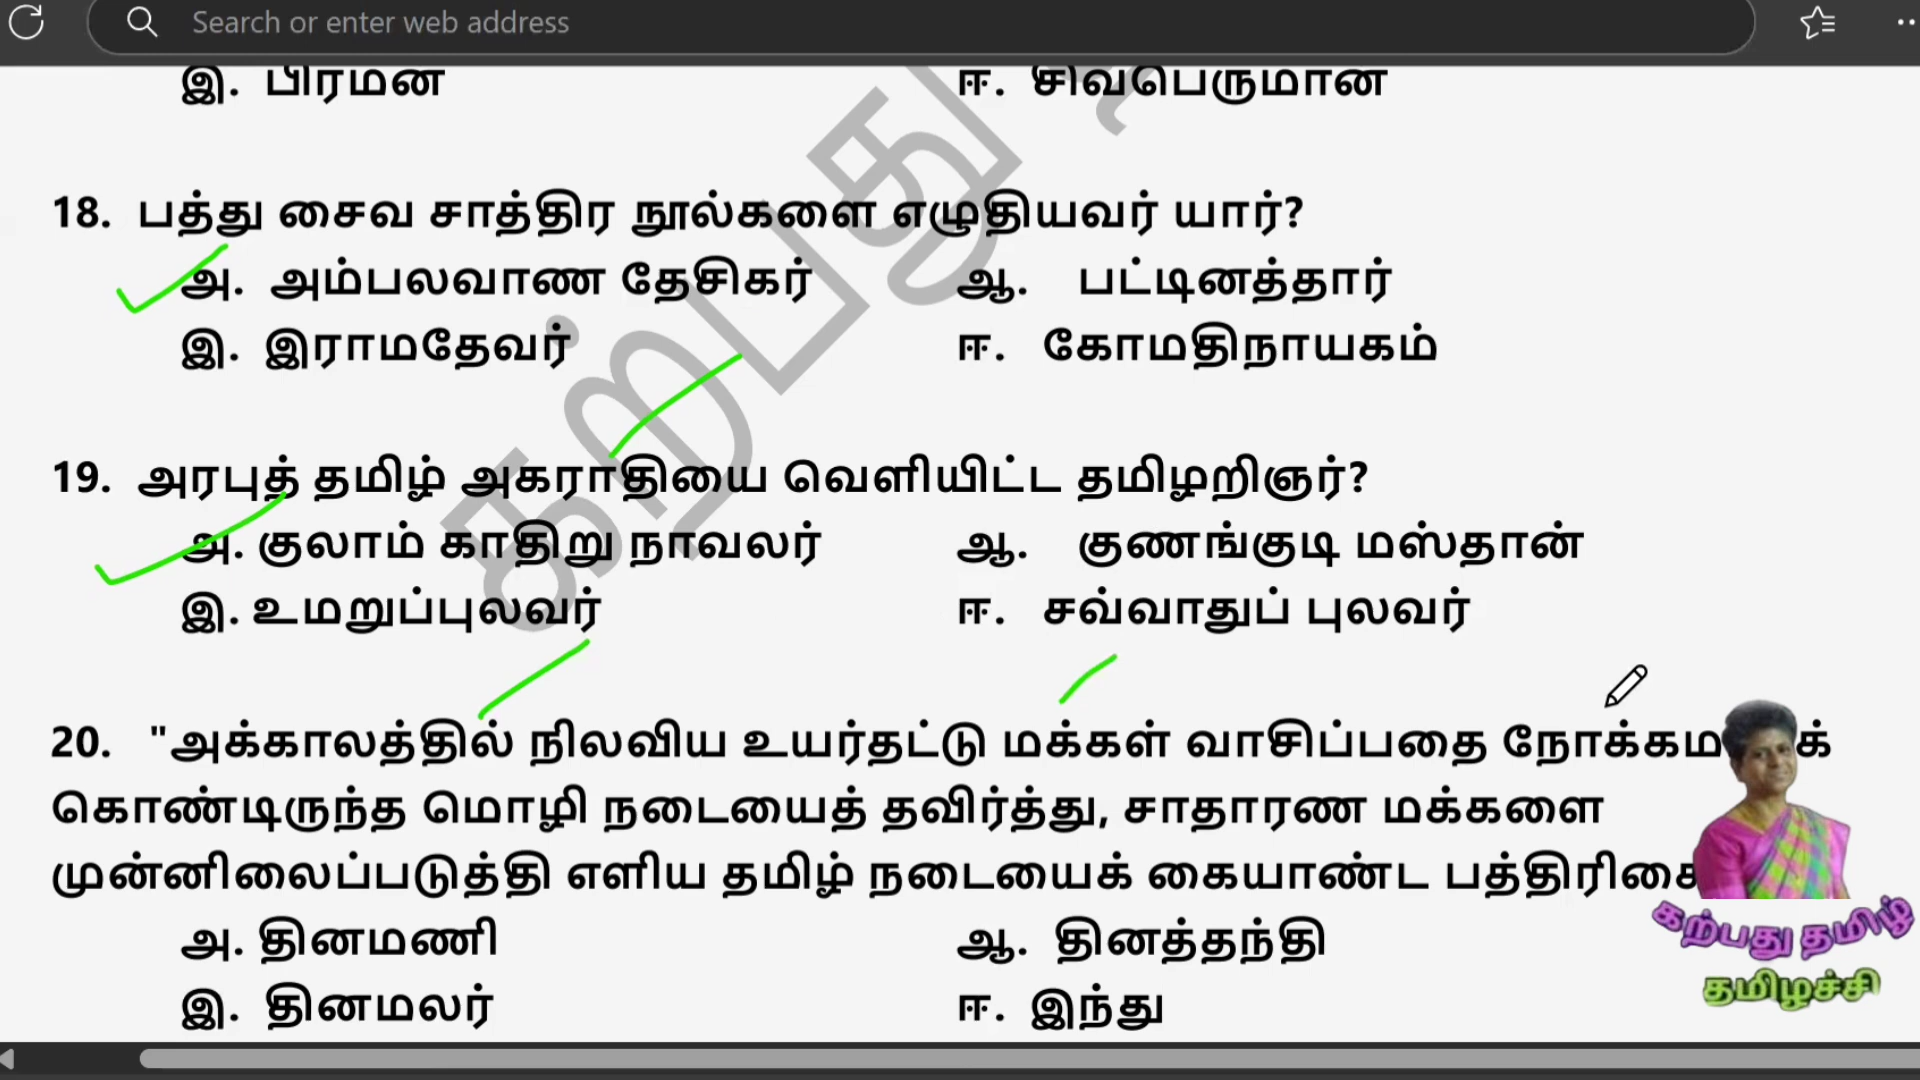 Search or enter web address
இ. பிரமன்
ஈ. சிவபெருமான்
18. பத்து சைவ சாத்திர நூல்களை எழுதியவர் யார்?
அ. அம்பலவாண தேசிகர்
ஆ. பட்டினத்தார்
இ. இராமதேவர்
ஈ. கோமதிநாயகம்
19. அரபுத் தமிழ் அகராதியை வெளியிட்ட தமிழறிஞர்?
அ. குலாம் காதிறு நாவலர்
ஆ. குணங்குடி மஸ்தான்
இ. உமறுப்புலவர்
ஈ. சவ்வாதுப் புலவர்
20. "அக்காலத்தில் நிலவிய உயர்தட்டு மக்கள் வாசிப்பதை
கொண்டிருந்த மொழி நடையைத் தவிர்த்து, சாதாரண மக்களை
முன்னிலைப்படுத்தி எளிய தமிழ் நடையைக் கையாண்ட பத்திரிகை
அ. தினமணி
ஆ. தினத்தந்தி
இ. தினமலர்
ஈ. இந்து
கற்பது தமிழ்
தமிழச்சி
கற்பது